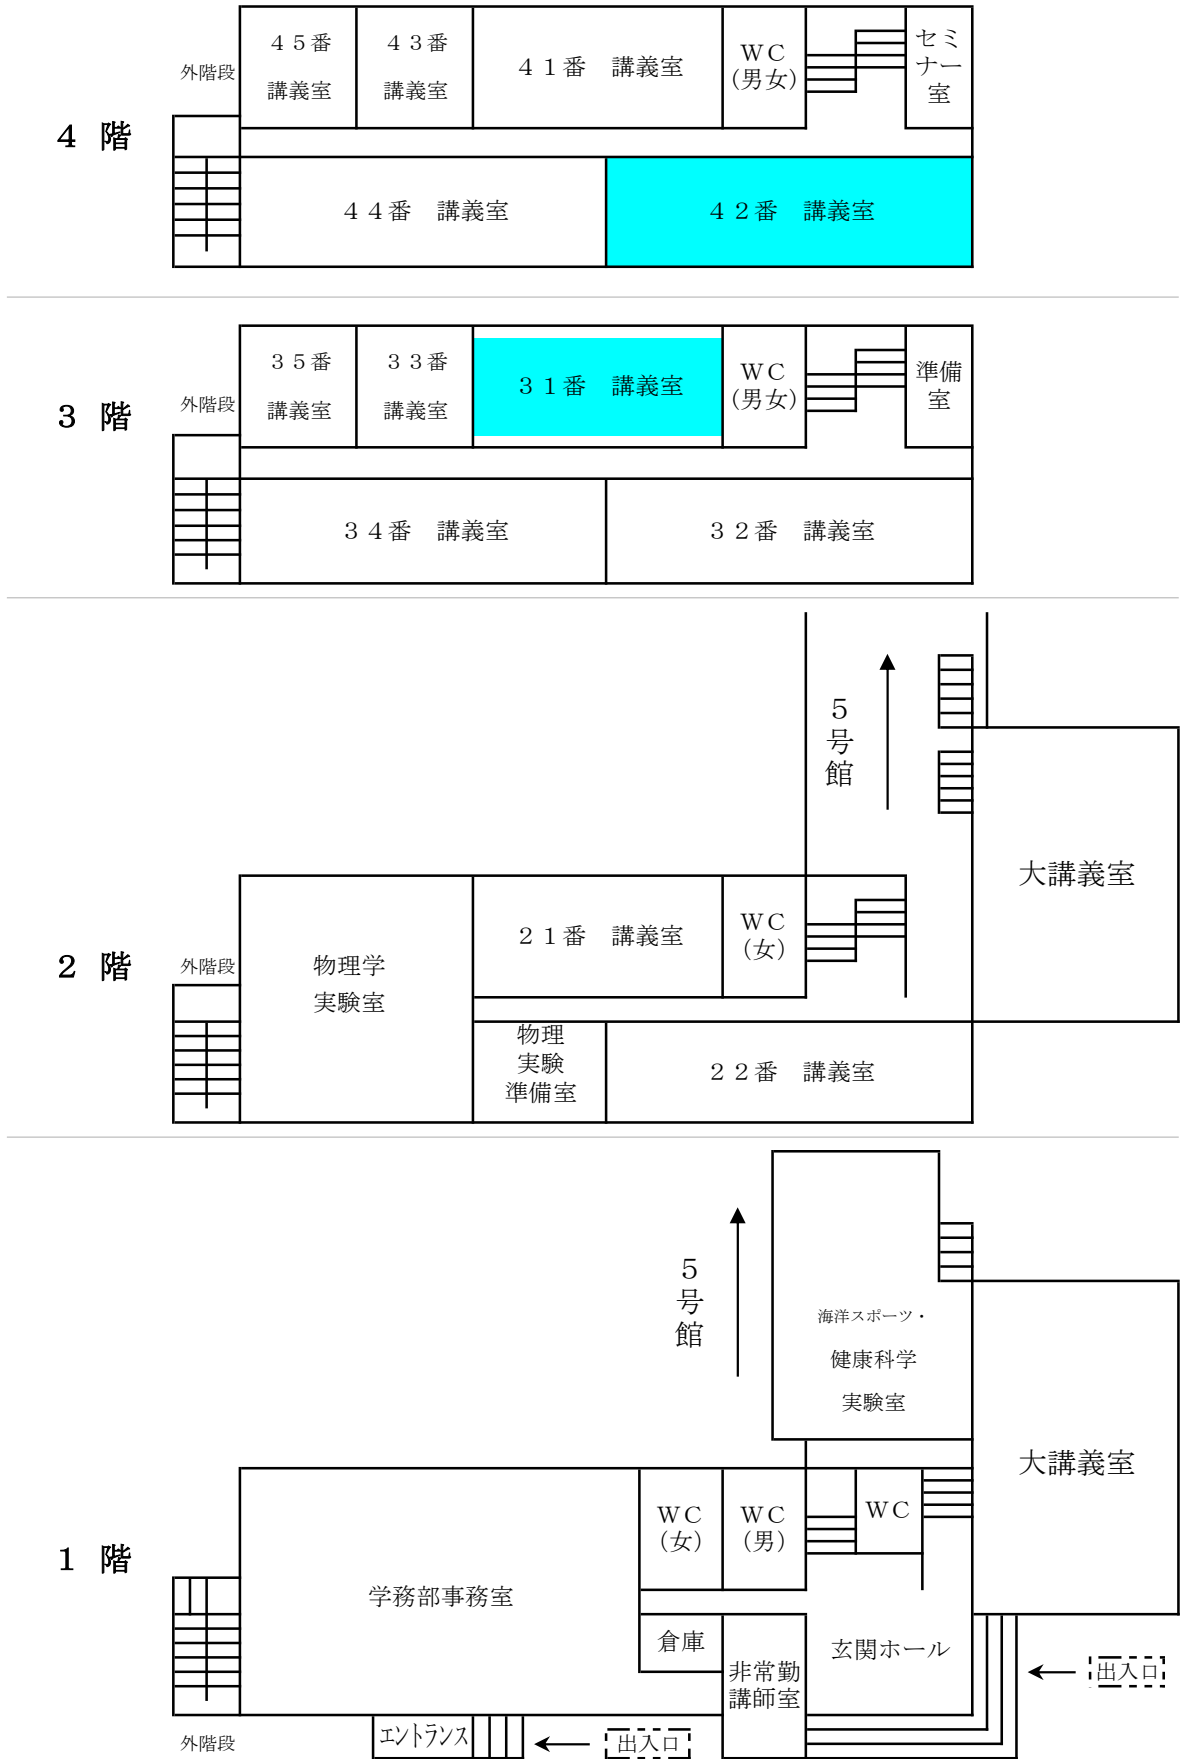 ４５番
講義室
４３番
講義室
４１番　講義室
ＷＣ
（男女）
セミ
ナー
室
外階段
４ 階
４４番　講義室
４２番　講義室
３５番
講義室
３３番
講義室
３１番　講義室
ＷＣ
（男女）
準備
室
外階段
３ 階
３４番　講義室
３２番　講義室
５
号
館
大講義室
２１番　講義室
ＷＣ
（女）
外階段
２ 階
物理学
実験室
物理
実験
準備室
２２番　講義室
５
号
館
海洋スポーツ・
健康科学
実験室
大講義室
ＷＣ
（女）
ＷＣ
（男）
ＷＣ
１ 階
学務部事務室
倉庫
非常勤
講師室
玄関ホール
出入口
外階段
エントランス
出入口